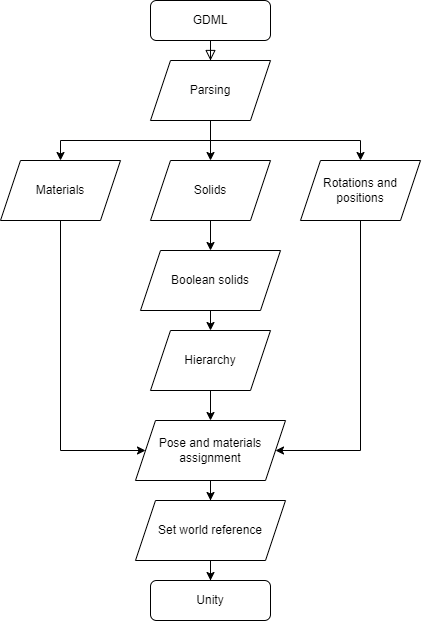 GDML
Parsing
Materials
Solids
Rotations and
positions
Boolean solids
Hierarchy
Pose and materials
assignment
Set world reference
Unity